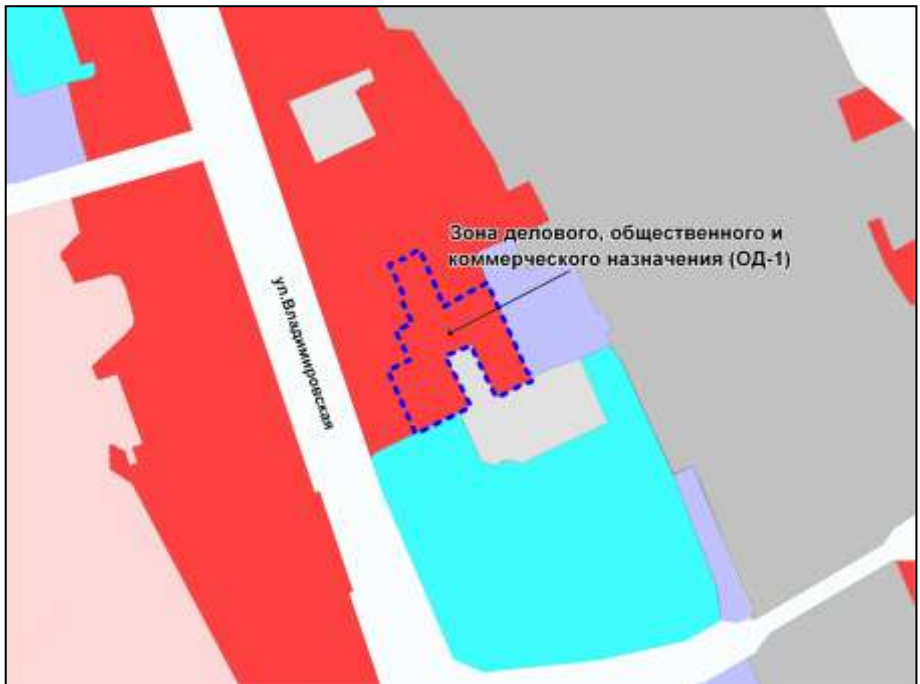 Зона делового, общественного и
коммерческого назначения (ОД-1)
ул.Владимировская